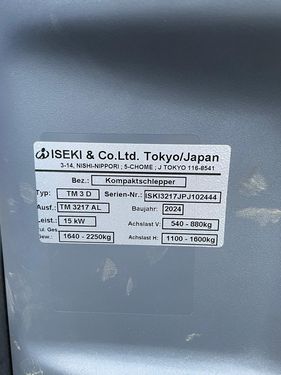 ISEKI & Co.Ltd. Tokyo/Japan
3-14, NISHI-NIPPORI ; 5-CHOME ; J TOKYO 116-8541
Bez.: Kompaktschlepper
Typ: TM 3 D Serien-Nr.: ISKI3217JPJ102444
Ausf.: TM 3217 AL Baujahr: 2024
Leist.: 15 kW Achslast V: 540 - 880kg
zul. Ges
Gew.: 1640 - 2250kg Achslast H: 1100 - 1600kg